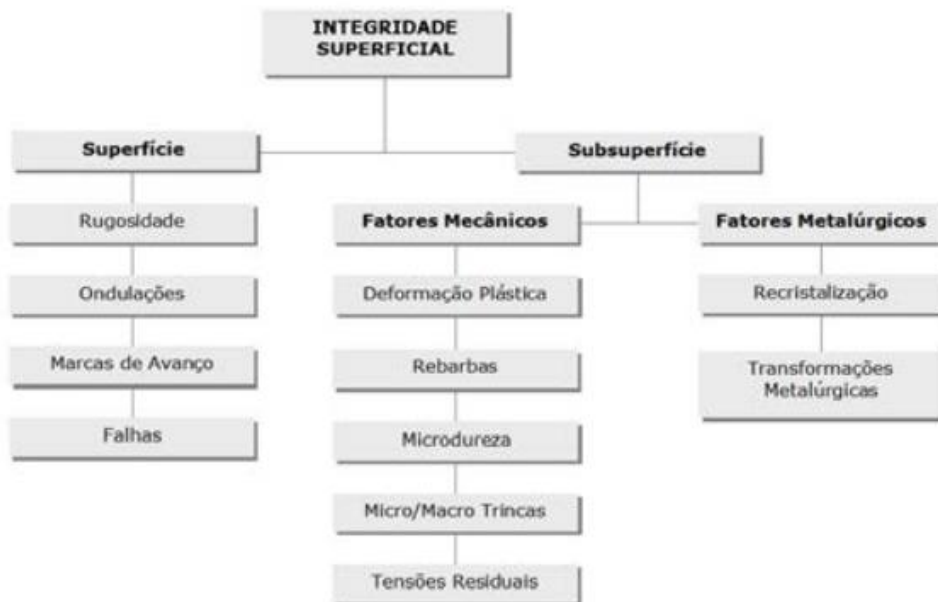 INTEGRIDADE
SUPERFICIAL
Superfície
Subsuperfície
Rugosidade
Fatores Mecânicos
Fatores Metalúrgicos
Ondulações
Deformação Plástica
Recristalização
Marcas de Avanço
Rebarbas
Transformações
Metalúrgicas
Falhas
Microdureza
Micro/Macro Trincas
Tensões Residuais